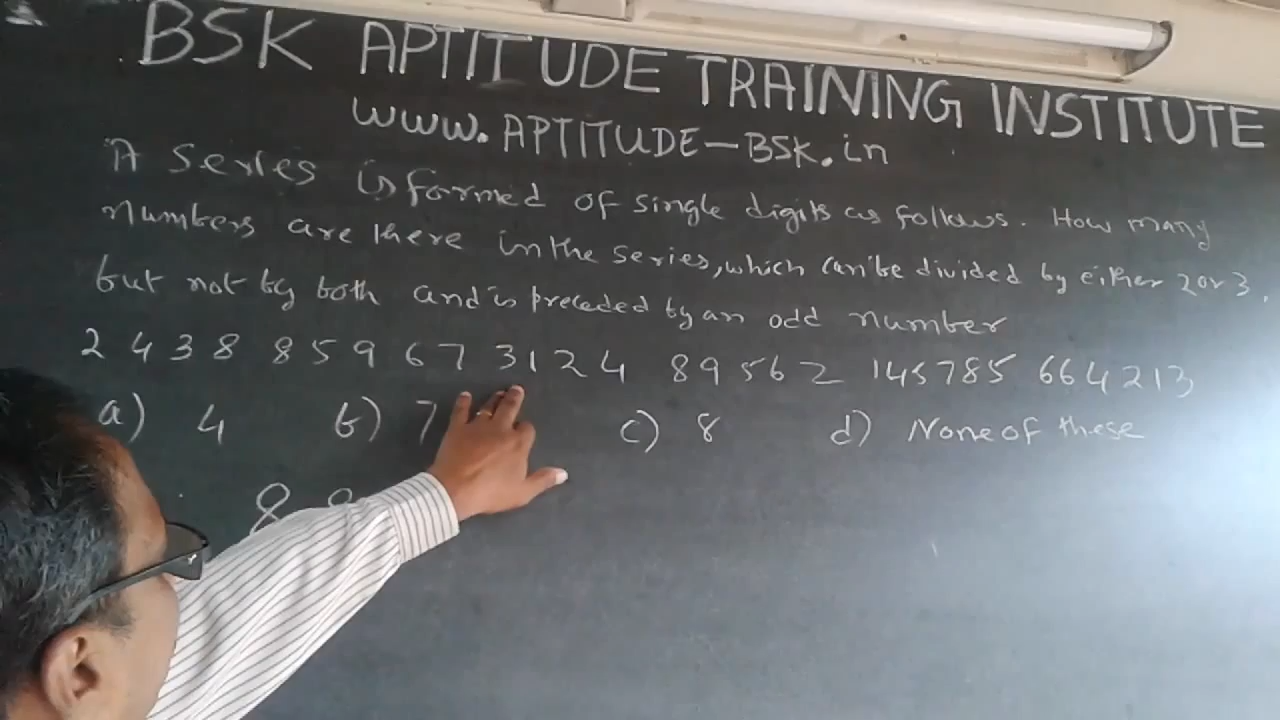 BSK APTITUDE TRAINING INSTITUTE
WWW.APTITUDE-BSK.in
A series is formed of single digits as follows. How many
numbers are there in the series, which can be divided by either 2 or 3,
but not by both and is preceded by an odd number
2 4 3 8 8 5 9 6 7 3 1 2 4 8 9 5 6 2 1 4 5 7 8 5 6 6 4 2 1 3
a) 4 b) 7 c) 8 d) None of these
8